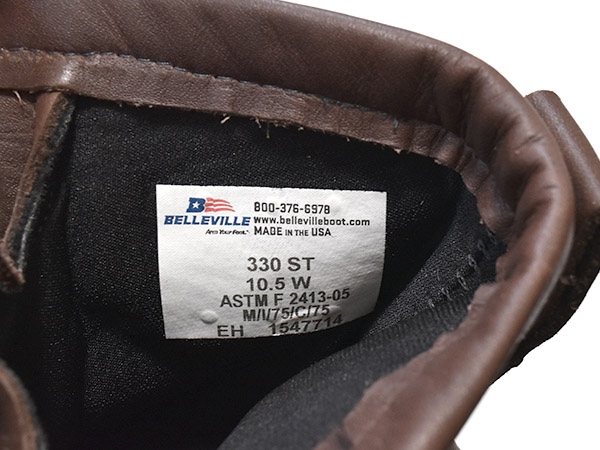 BELLEVILLE
Arm Your Feet.
800-376-6978
www.bellevilleboot.com
MADE IN THE USA
330 ST
10.5 W
ASTM F 2413-05
M/I/75/C/75
EH 1547714